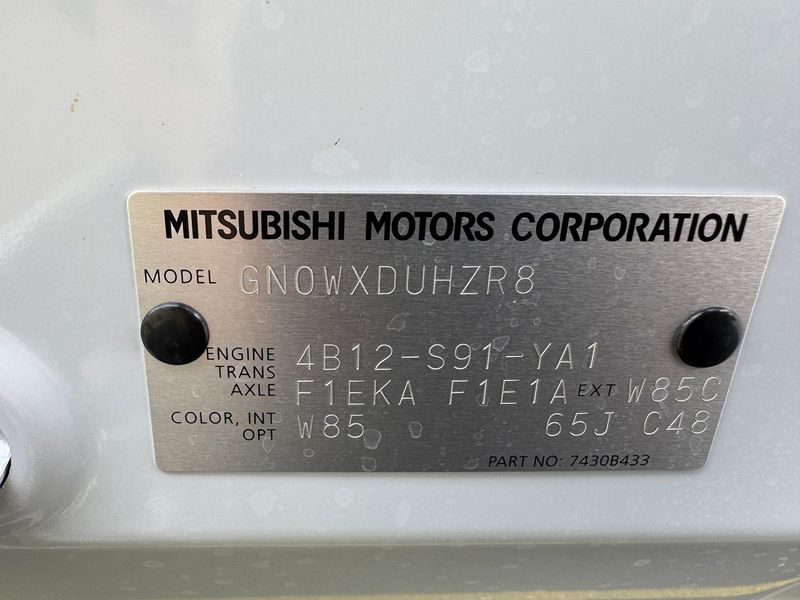 MITSUBISHI MOTORS CORPORATION
MODEL GN0WXDUHZR8
ENGINE 4B12-S91-YA1
TRANS
AXLE F1EKA F1E1A EXT W85C
COLOR, INT W85 65J C48
OPT
PART NO: 7430B433